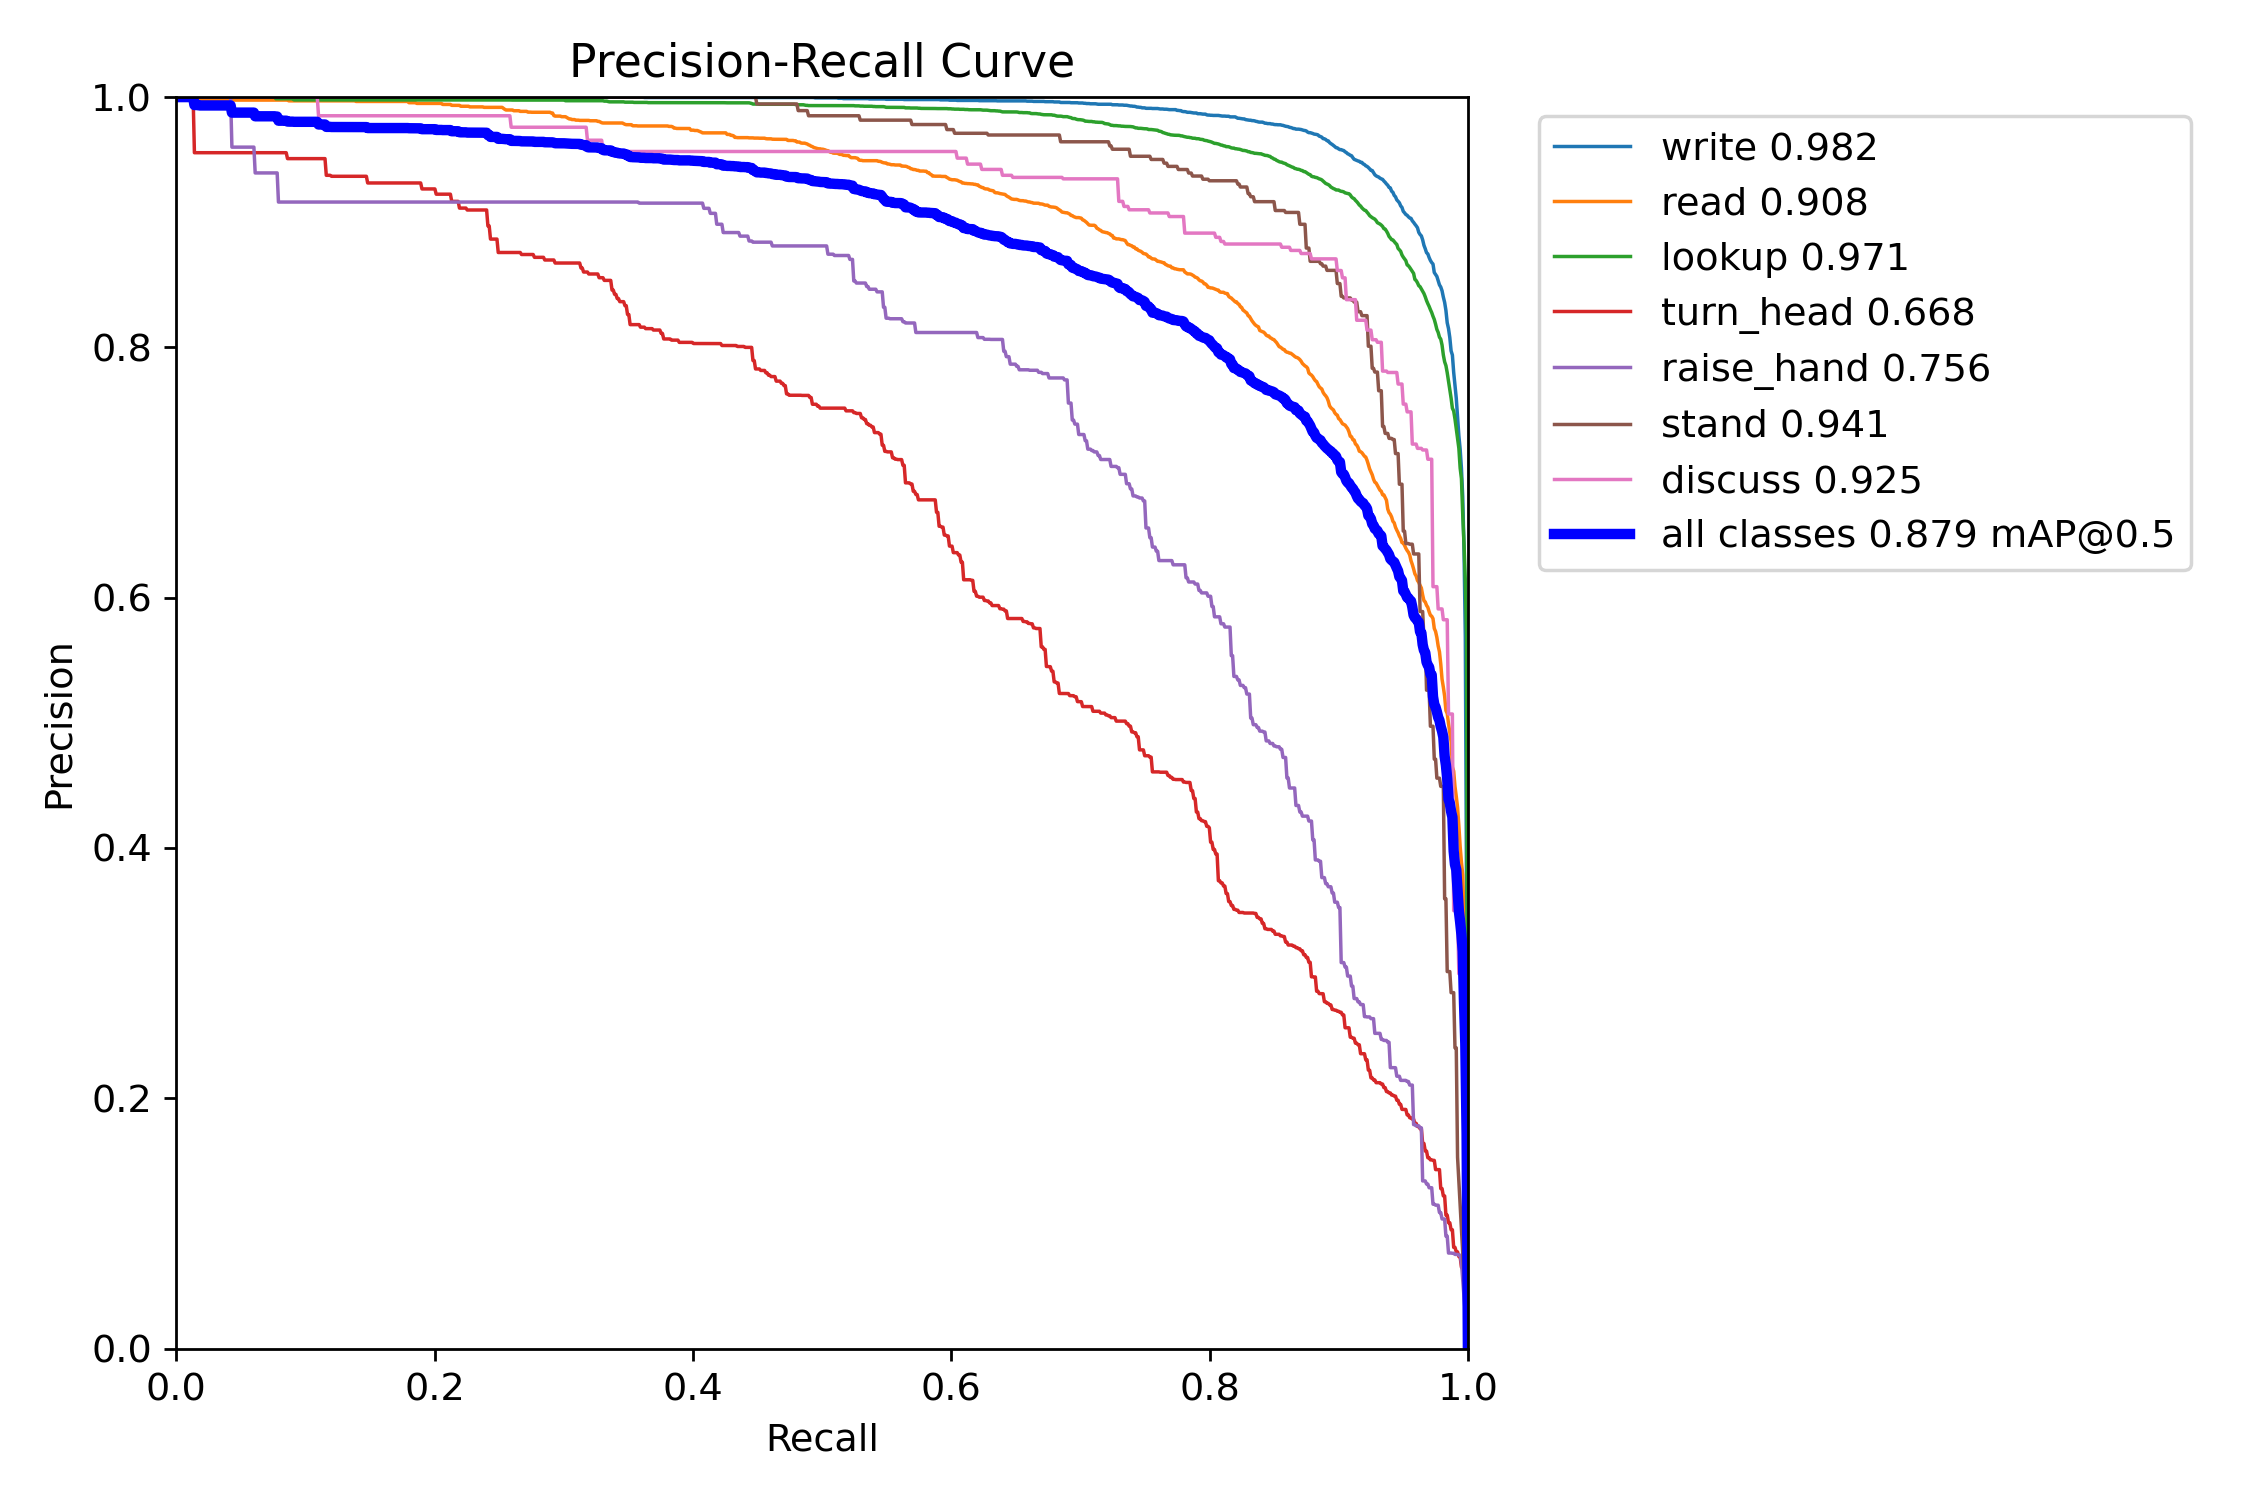 Precision-Recall Curve
1.0
0.8
0.6
0.4
0.2
0.0
Precision
0.0 0.2 0.4 0.6 0.8 1.0
Recall
write 0.982
read 0.908
lookup 0.971
turn_head 0.668
raise_hand 0.756
stand 0.941
discuss 0.925
all classes 0.879 mAP@0.5